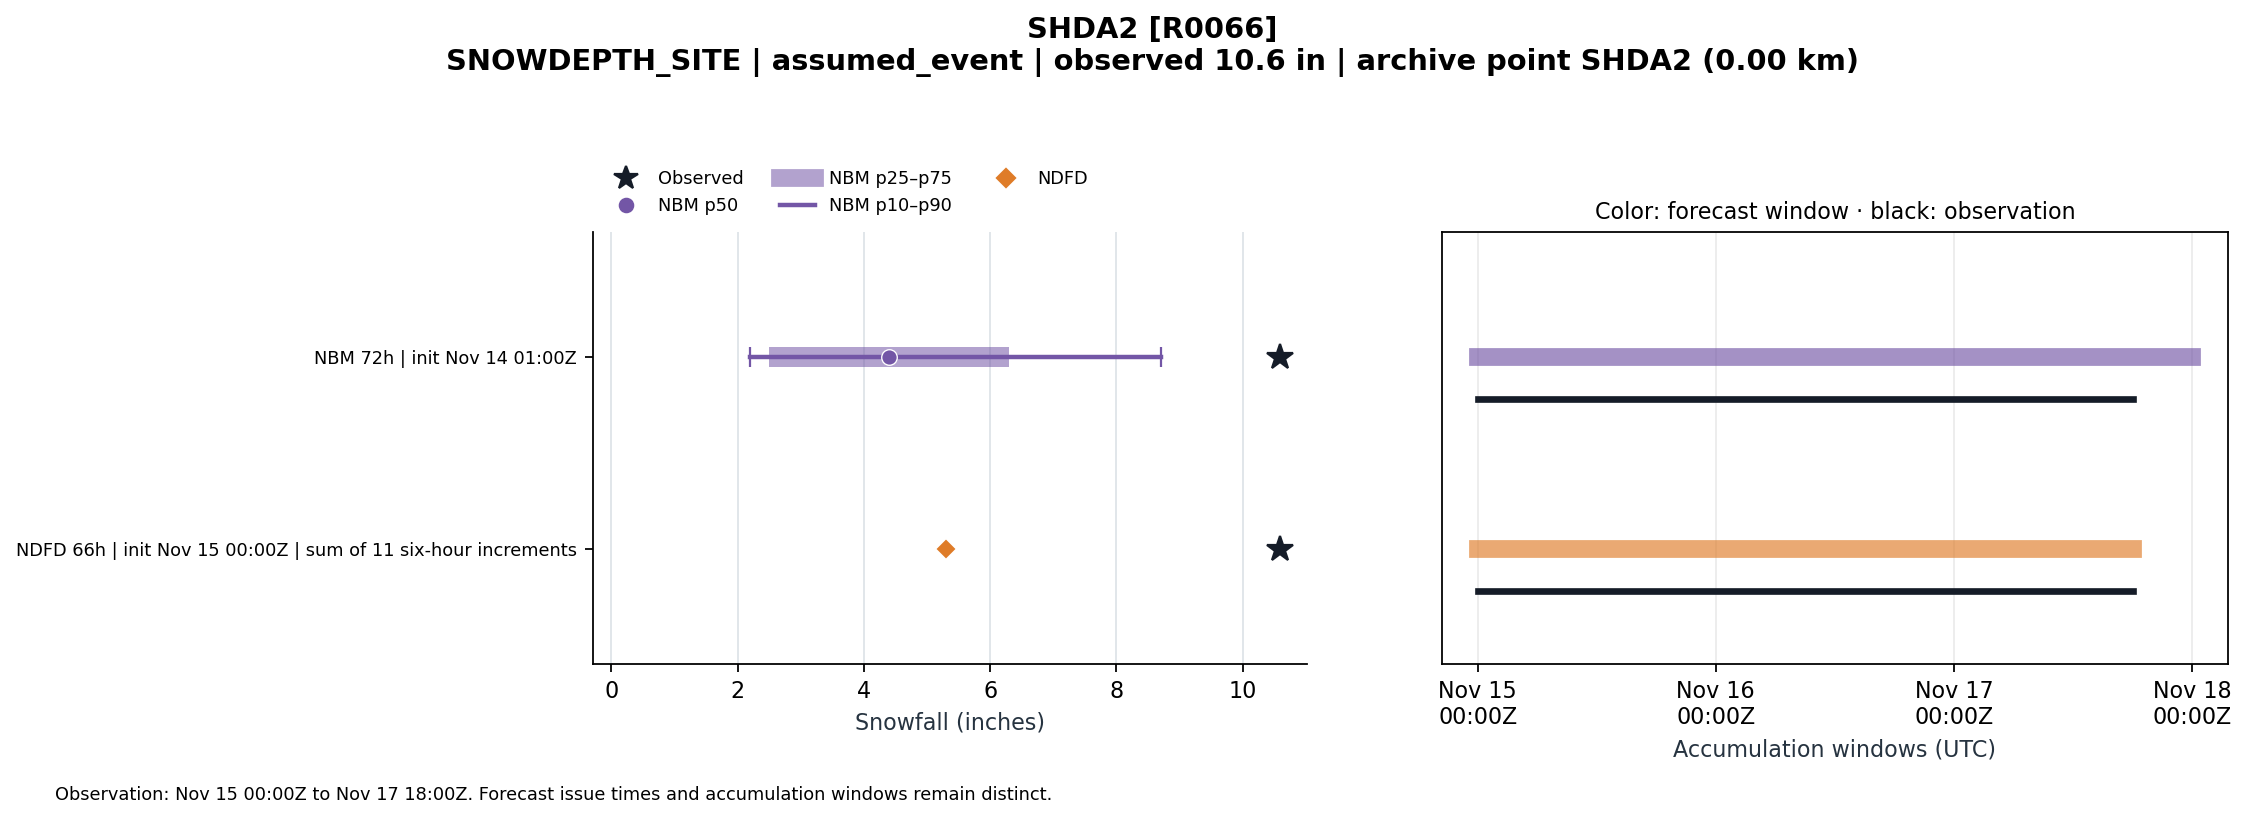 SHDA2 [R0066]
SNOWDEPTH_SITE | assumed_event | observed 10.6 in | archive point SHDA2 (0.00 km)
Observed
NBM p50
NBM p25–p75
NBM p10–p90
NDFD
Color: forecast window · black: observation
NBM 72h | init Nov 14 01:00Z
NDFD 66h | init Nov 15 00:00Z | sum of 11 six-hour increments
0 2 4 6 8 10
Snowfall (inches)
Nov 15 Nov 16 Nov 17 Nov 18
00:00Z 00:00Z 00:00Z 00:00Z
Accumulation windows (UTC)
Observation: Nov 15 00:00Z to Nov 17 18:00Z. Forecast issue times and accumulation windows remain distinct.